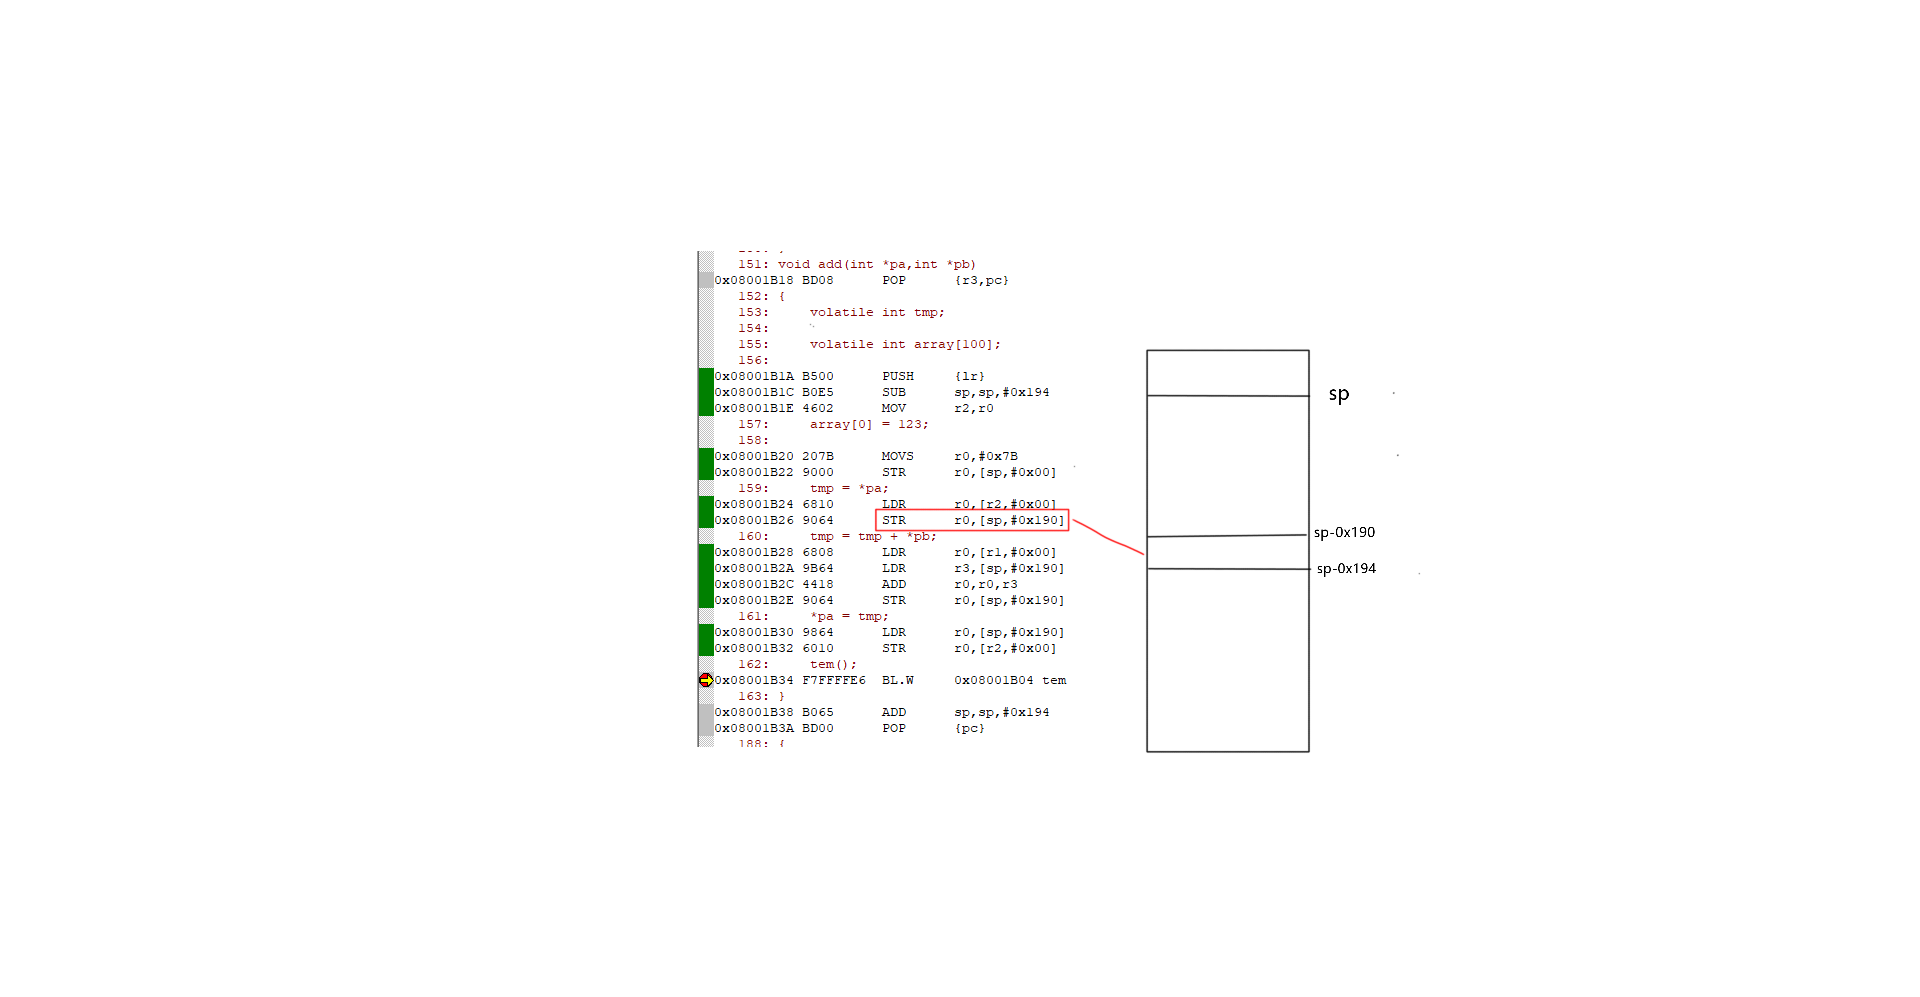 151: void add(int *pa,int *pb)
0x08001B18 BD08 POP {r3,pc}
152: {
153: volatile int tmp;
154:
155: volatile int array[100];
156:
0x08001B1A B500 PUSH {lr}
0x08001B1C B0E5 SUB sp,sp,#0x194
0x08001B1E 4602 MOV r2,r0
157: array[0] = 123;
158:
0x08001B20 207B MOVS r0,#0x7B
0x08001B22 9000 STR r0,[sp,#0x00]
159: tmp = *pa;
0x08001B24 6810 LDR r0,[r2,#0x00]
0x08001B26 9064 STR r0,[sp,#0x190]
160: tmp = tmp + *pb;
0x08001B28 6808 LDR r0,[r1,#0x00]
0x08001B2A 9B64 LDR r3,[sp,#0x190]
0x08001B2C 4418 ADD r0,r0,r3
0x08001B2E 9064 STR r0,[sp,#0x190]
161: *pa = tmp;
0x08001B30 9864 LDR r0,[sp,#0x190]
0x08001B32 6010 STR r0,[r2,#0x00]
162: tem();
0x08001B34 F7FFFFE6 BL.W 0x08001B04 tem
163: }
0x08001B38 B065 ADD sp,sp,#0x194
0x08001B3A BD00 POP {pc}
188: {
sp
sp-0x190
sp-0x194